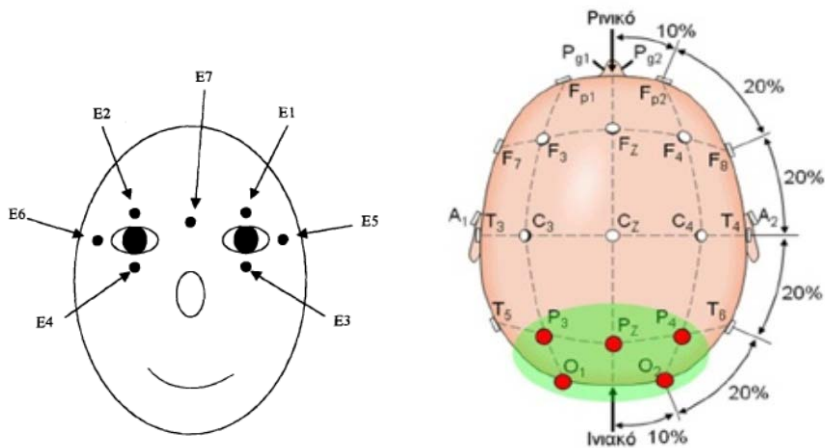 E7
E2
E1
E6
E5
E4
E3
Ρινικό
10%
Pg1
Pg2
Fp1
Fp2
20%
F7
F3
FZ
F4
F8
20%
A1
T3
C3
CZ
C4
T4
A2
20%
T5
P3
PZ
P4
T6
O1
O2
20%
Ινιακό
10%